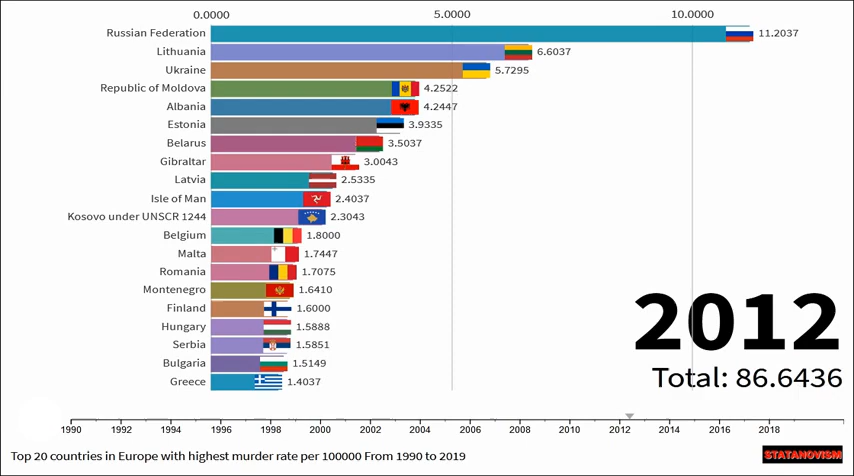 0.0000 5.0000 10.0000
Russian Federation 11.2037
Lithuania 6.6037
Ukraine 5.7295
Republic of Moldova 4.2522
Albania 4.2447
Estonia 3.9335
Belarus 3.5037
Gibraltar 3.0043
Latvia 2.5335
Isle of Man 2.4037
Kosovo under UNSCR 1244 2.3043
Belgium 1.8000
Malta 1.7447
Romania 1.7075
Montenegro 1.6410
Finland 1.6000
Hungary 1.5888
Serbia 1.5851
Bulgaria 1.5149
Greece 1.4037
2012
Total: 86.6436
1990 1992 1994 1996 1998 2000 2002 2004 2006 2008 2010 2012 2014 2016 2018
Top 20 countries in Europe with highest murder rate per 100000 From 1990 to 2019
STATANOVISM